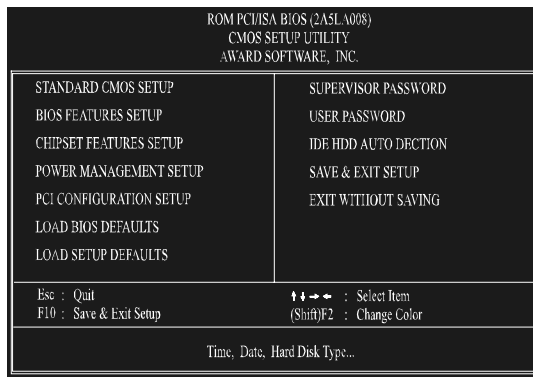 ROM PCI/ISA BIOS (2A5LA008)
CMOS SETUP UTILITY
AWARD SOFTWARE, INC.
STANDARD CMOS SETUP
BIOS FEATURES SETUP
CHIPSET FEATURES SETUP
POWER MANAGEMENT SETUP
PCI CONFIGURATION SETUP
LOAD BIOS DEFAULTS
LOAD SETUP DEFAULTS
SUPERVISOR PASSWORD
USER PASSWORD
IDE HDD AUTO DECTION
SAVE & EXIT SETUP
EXIT WITHOUT SAVING
Esc : Quit
F10 : Save & Exit Setup
↑ ↓ → ← : Select Item
(Shift)F2 : Change Color
Time, Date, Hard Disk Type...